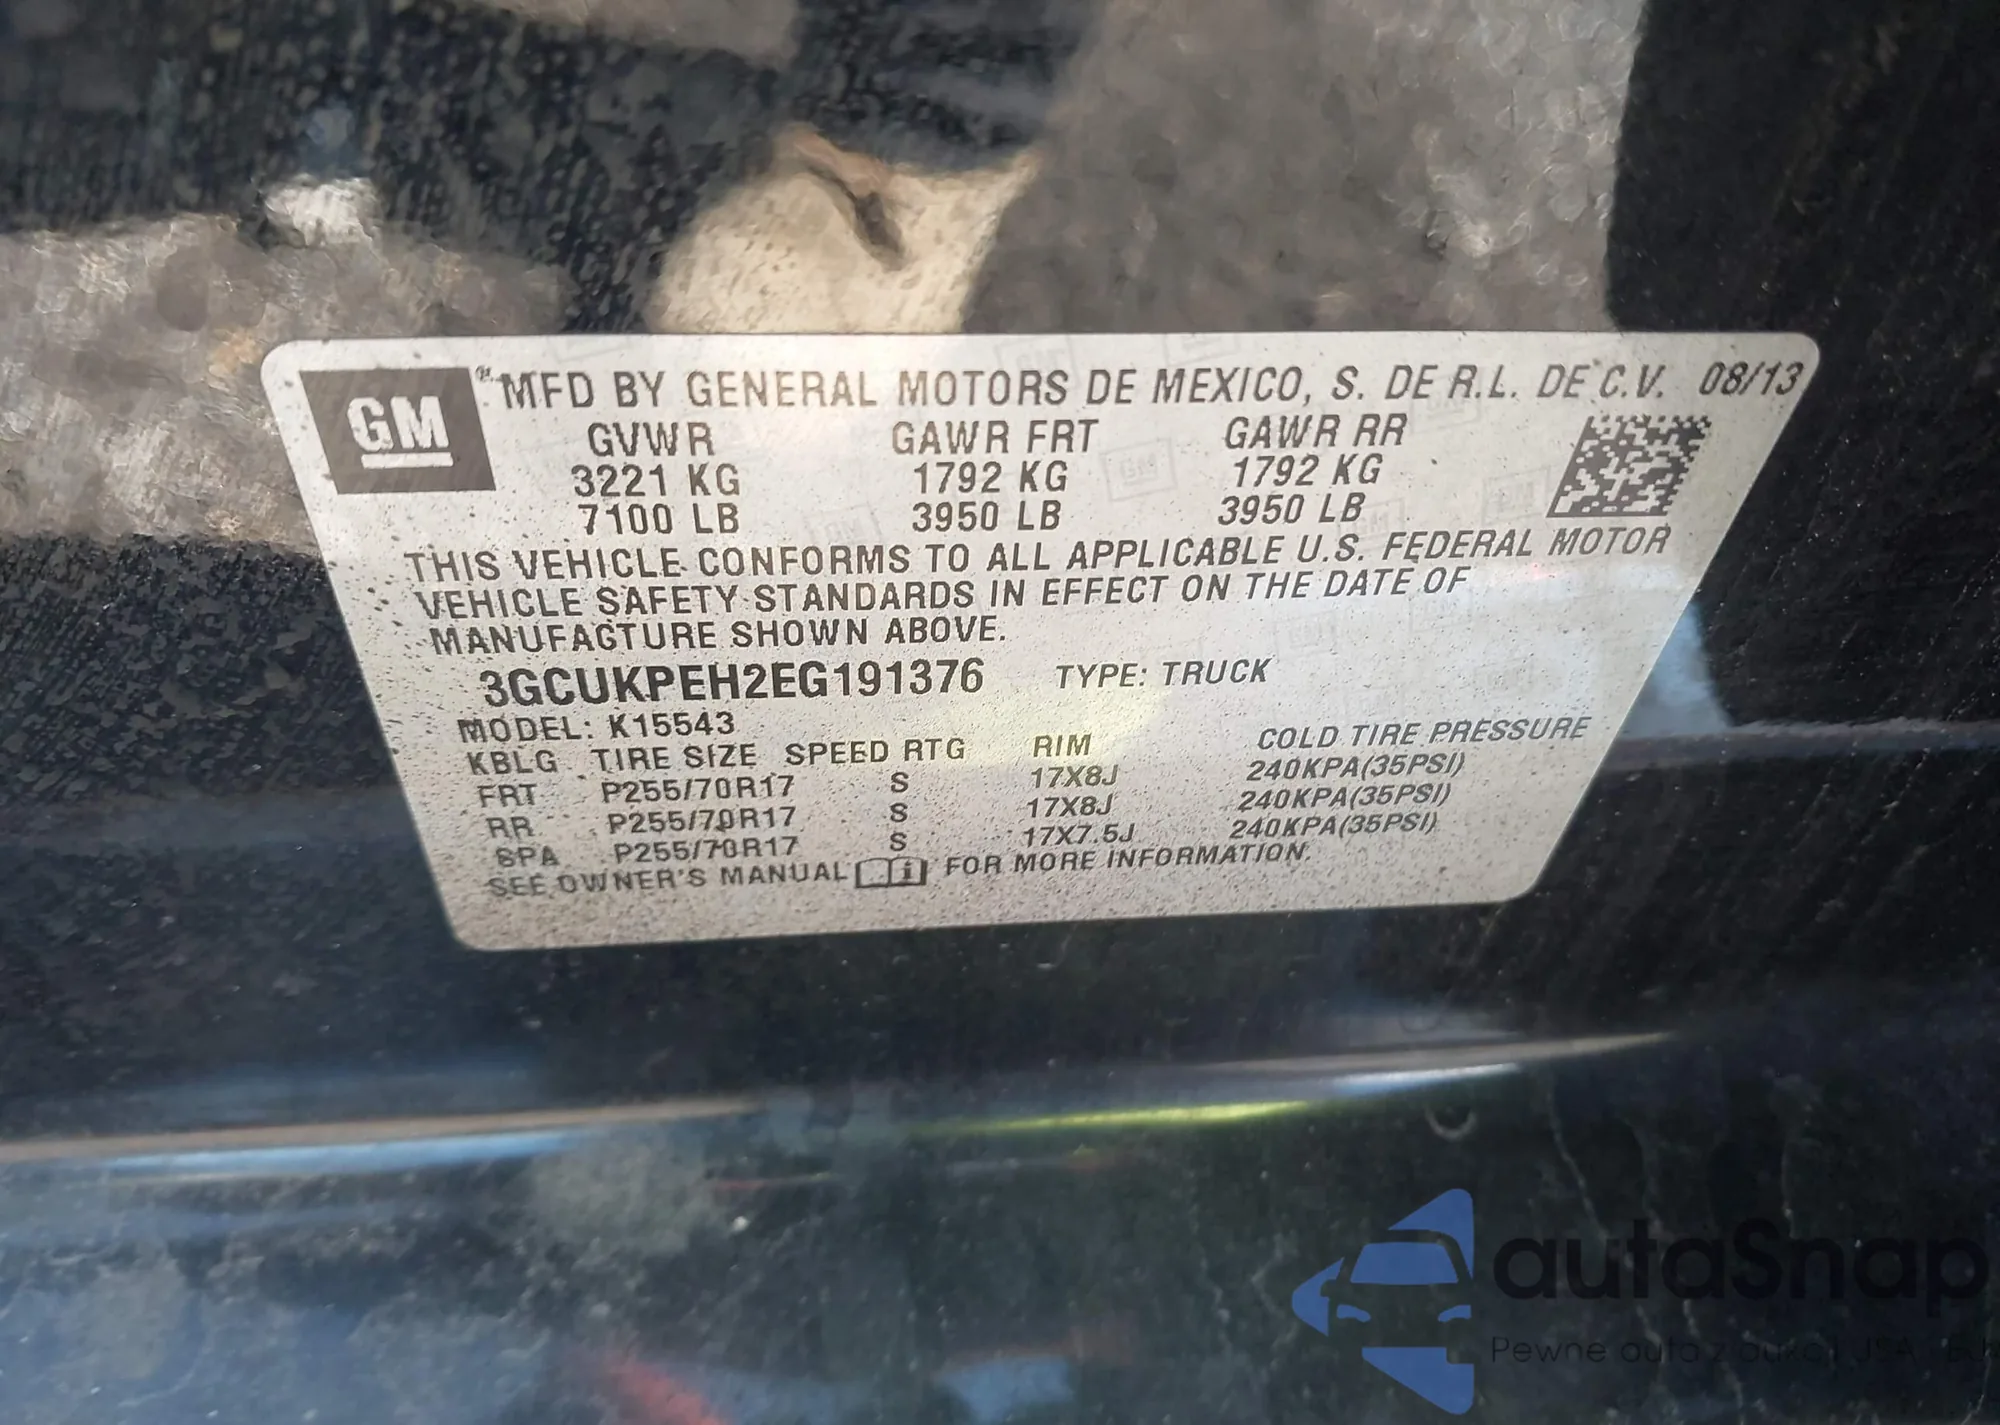 GM
MFD BY GENERAL MOTORS DE MEXICO, S. DE R.L. DE C.V. 08/13
GVWR GAWR FRT GAWR RR
3221 KG 1792 KG 1792 KG
7100 LB 3950 LB 3950 LB
THIS VEHICLE CONFORMS TO ALL APPLICABLE U.S. FEDERAL MOTOR
VEHICLE SAFETY STANDARDS IN EFFECT ON THE DATE OF
MANUFACTURE SHOWN ABOVE.
3GCUKPEH2EG191376 TYPE: TRUCK
MODEL: K15543
KBLG TIRE SIZE SPEED RTG RIM COLD TIRE PRESSURE
FRT P255/70R17 S 17X8J 240KPA(35PSI)
RR P255/70R17 S 17X8J 240KPA(35PSI)
SPA P255/70R17 S 17X7.5J 240KPA(35PSI)
SEE OWNER'S MANUAL FOR MORE INFORMATION.
autaSnap
Pewne auta z aukcji